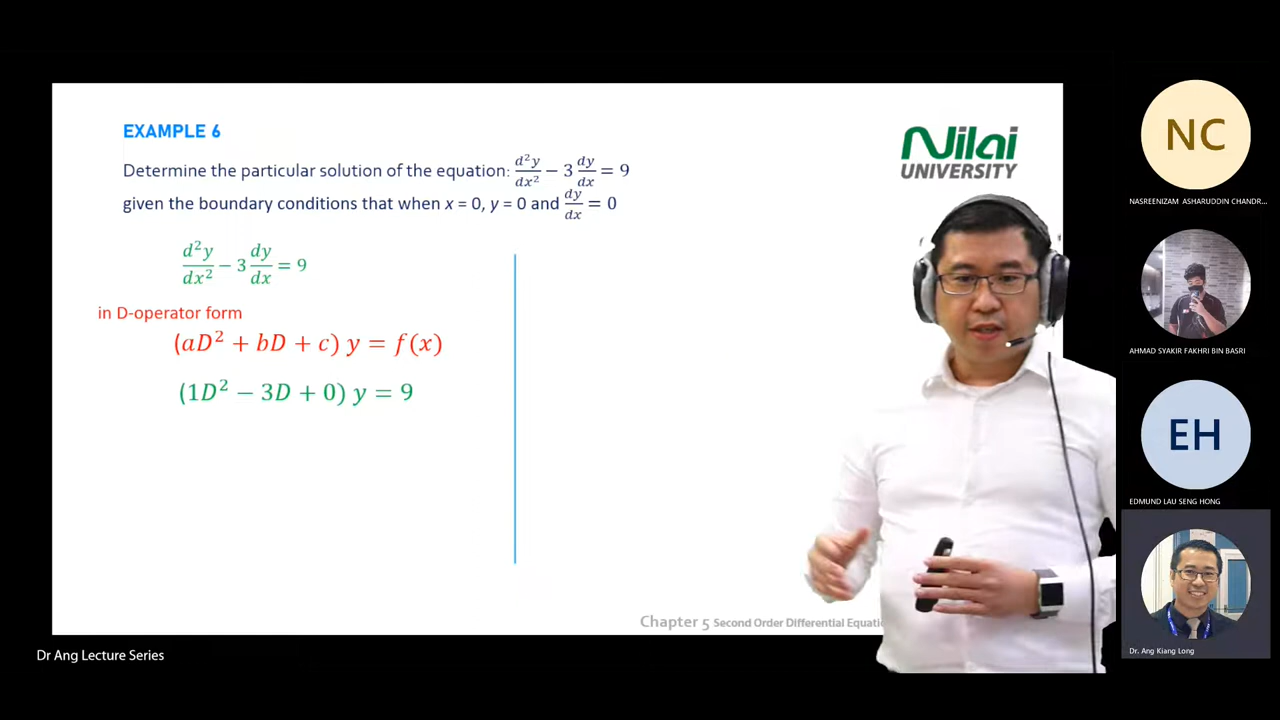 EXAMPLE 6
Determine the particular solution of the equation: d²y/dx² − 3 dy/dx = 9
given the boundary conditions that when x = 0, y = 0 and dy/dx = 0
d²y/dx² − 3 dy/dx = 9
in D-operator form
(aD² + bD + c) y = f(x)
(1D² − 3D + 0) y = 9
Nilai
UNIVERSITY
Chapter 5 Second Order Differential Equatio
Dr Ang Lecture Series
NC
NASREENIZAM ASHARUDDIN CHANDR...
AHMAD SYAKIR FAKHRI BIN BASRI
EH
EDMUND LAU SENG HONG
Dr. Ang Kiang Long